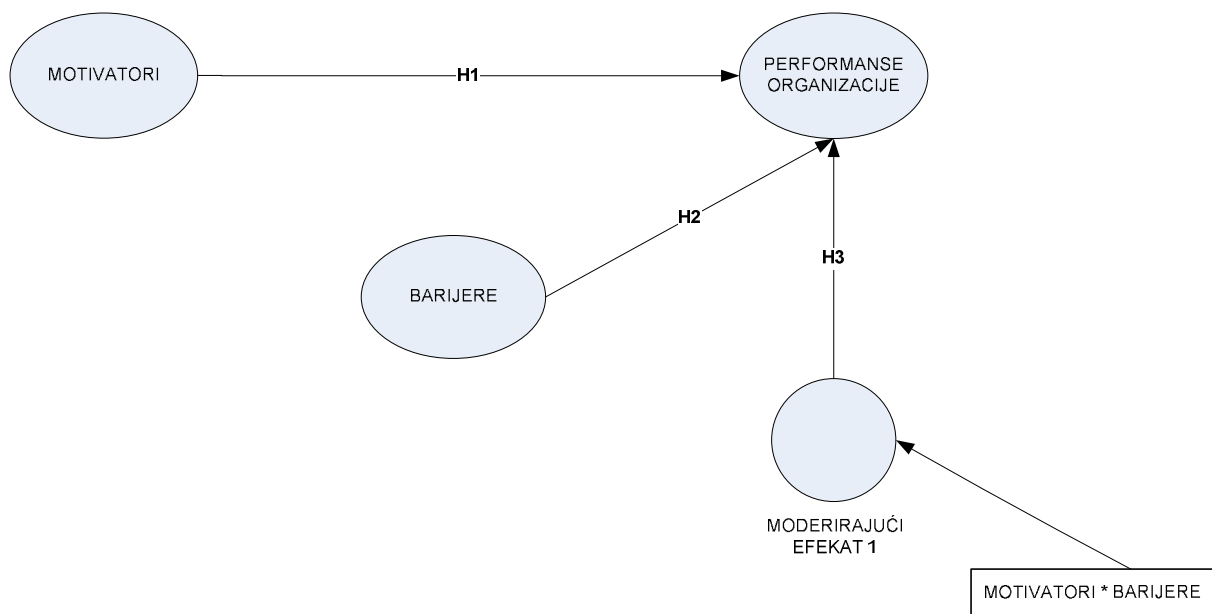 MOTIVATORI
H1
PERFORMANSE
ORGANIZACIJE
H2
BARIJERE
H3
MODERIRAJUĆI
EFEKAT 1
MOTIVATORI * BARIJERE